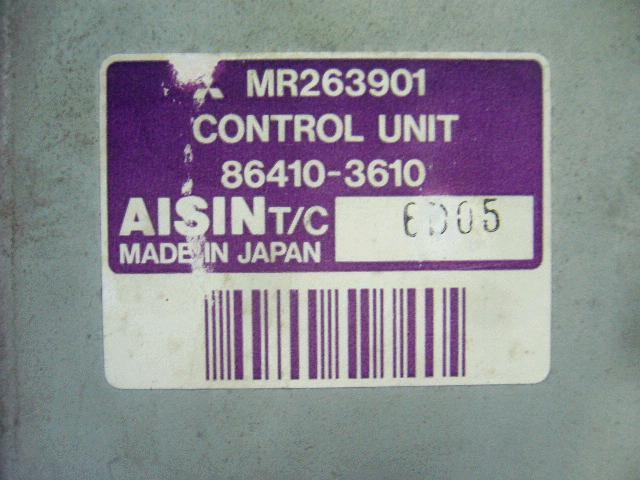 MR263901
CONTROL UNIT
86410-3610
AISIN T/C 6D05
MADE IN JAPAN